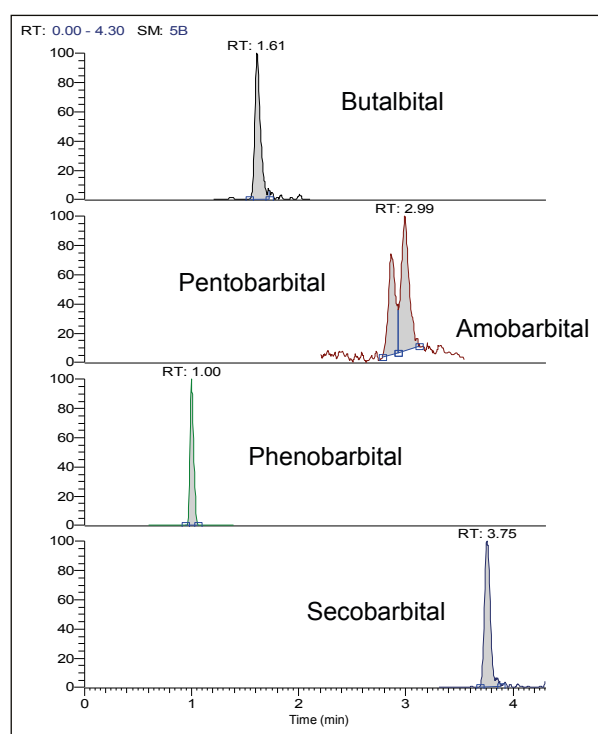 RT: 0.00 - 4.30 SM: 5B
RT: 1.61
100
80
60
40
20
0
Butalbital
RT: 2.99
100
80
60
40
20
0
Pentobarbital
Amobarbital
RT: 1.00
100
80
60
40
20
0
Phenobarbital
RT: 3.75
100
80
60
40
20
0
Secobarbital
0 1 2 3 4
Time (min)